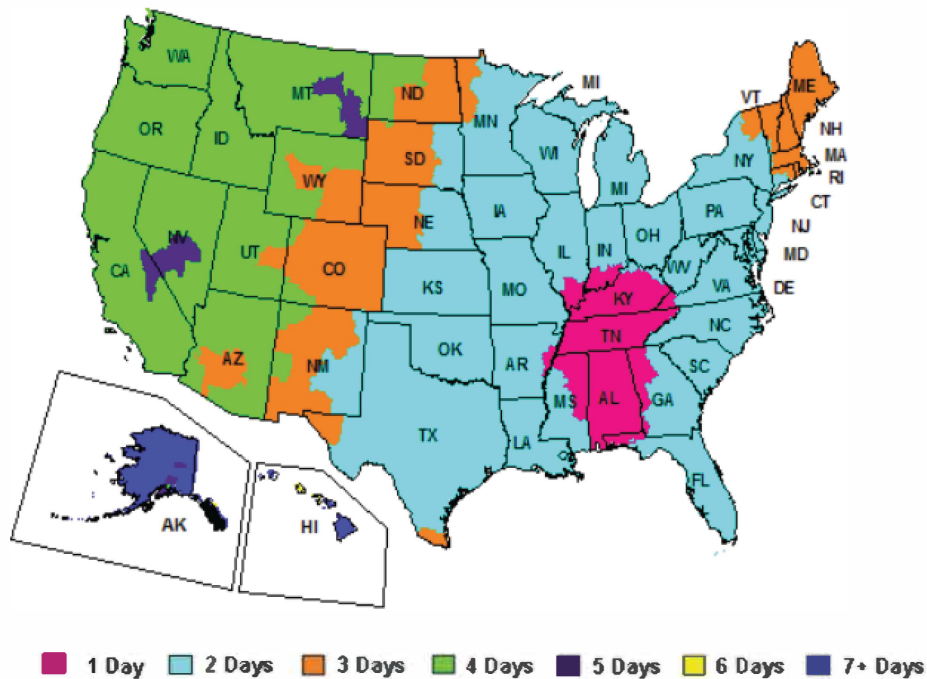 WA
MT
ND
MN
MI
VT
ME
OR
ID
SD
WI
NH
MA
RI
CT
WY
MI
NY
NE
IA
PA
NJ
NV
UT
CO
IL
IN
OH
MD
CA
KS
MO
WV
VA
DE
KY
NC
TN
AZ
NM
OK
AR
SC
MS
AL
GA
TX
LA
FL
AK
HI
1 Day
2 Days
3 Days
4 Days
5 Days
6 Days
7+ Days